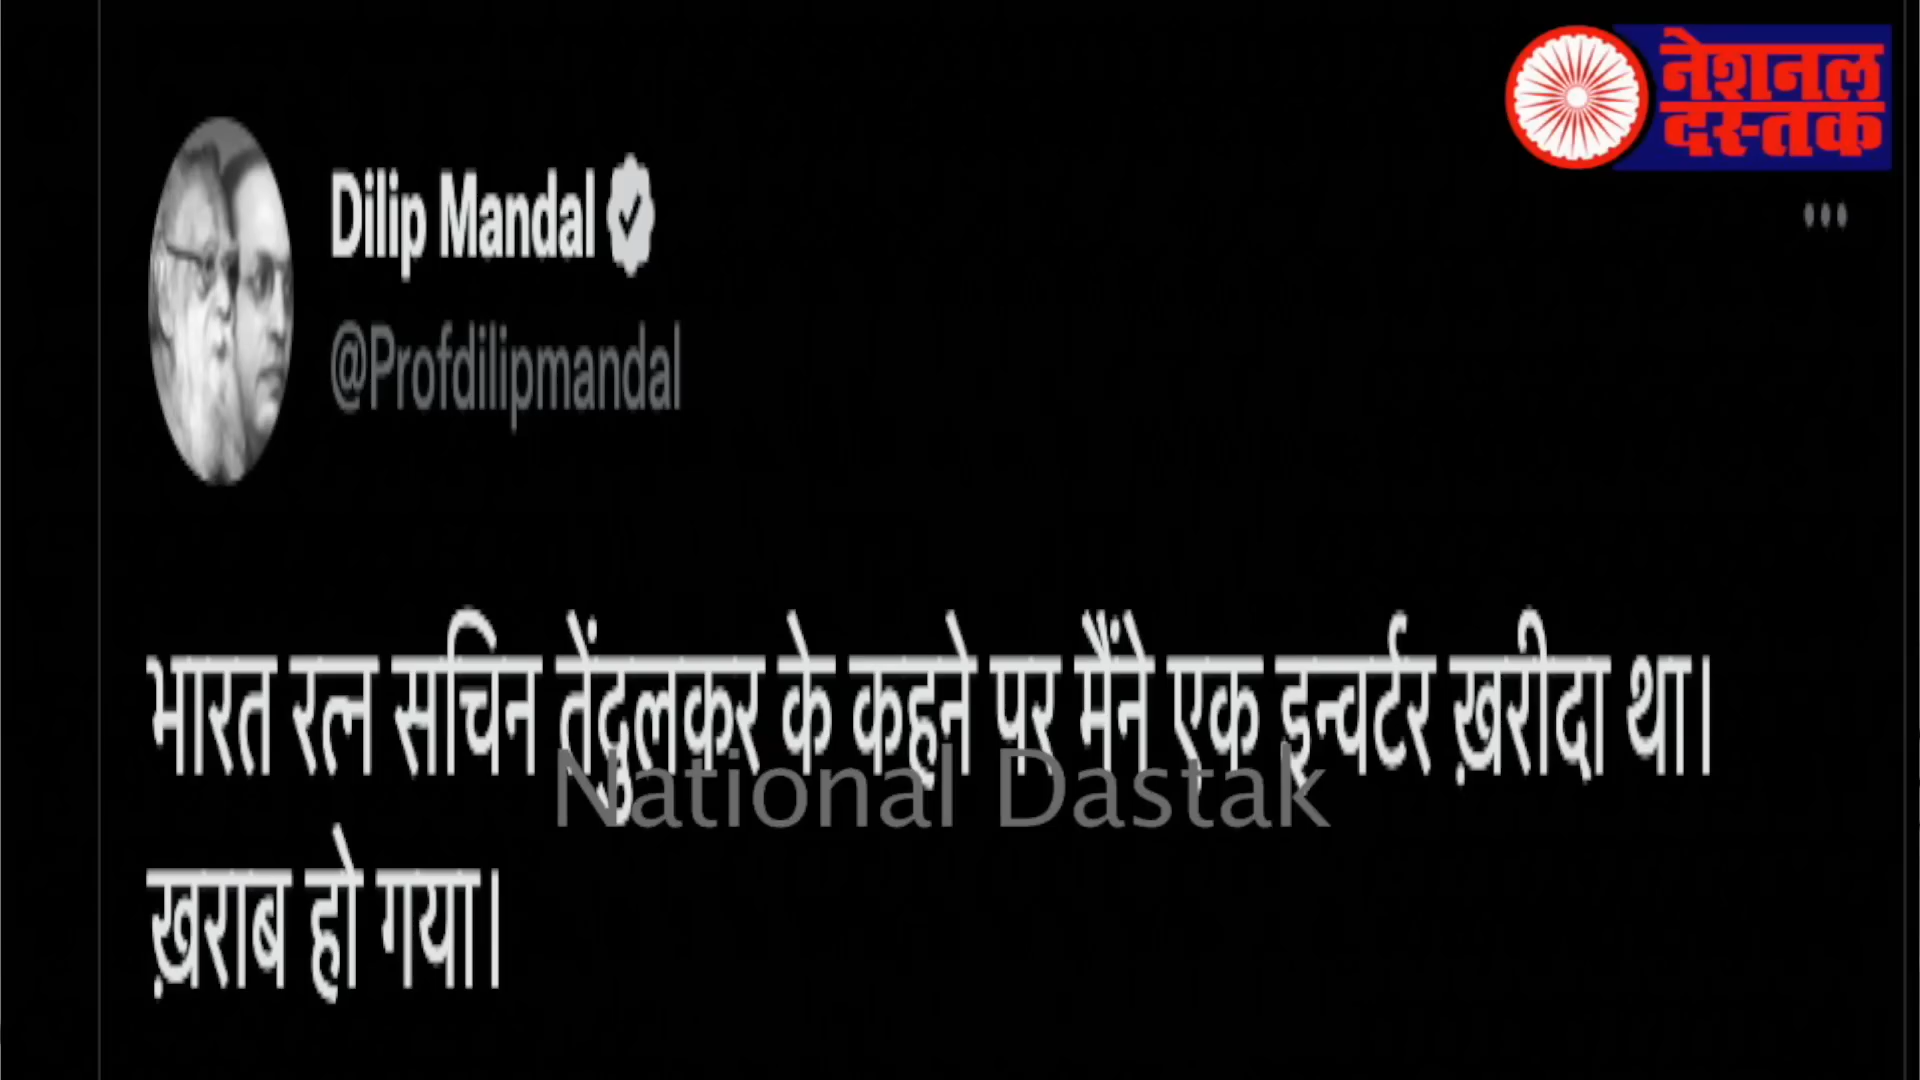 नेशनल
दस्तक
Dilip Mandal
@Profdilipmandal
भारत रत्न सचिन तेंदुलकर के कहने पर मैंने एक इन्वर्टर ख़रीदा था।
National Dastak
ख़राब हो गया।